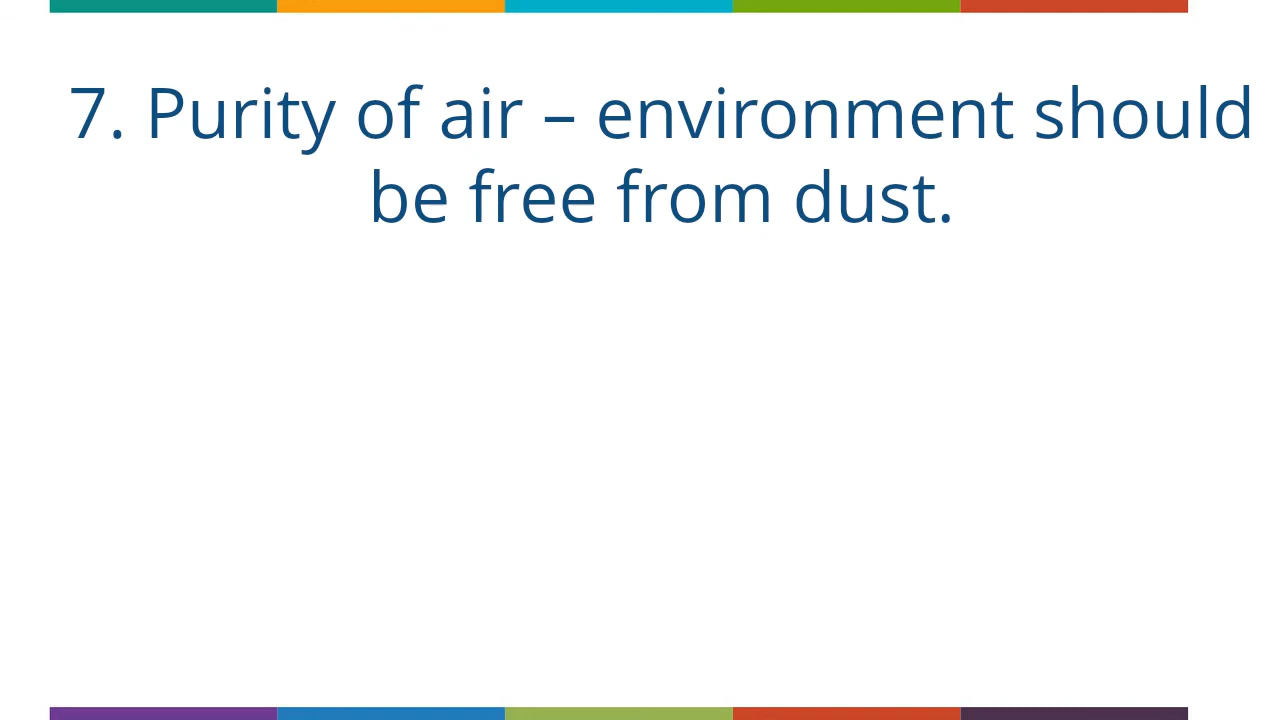 7. Purity of air – environment should
be free from dust.